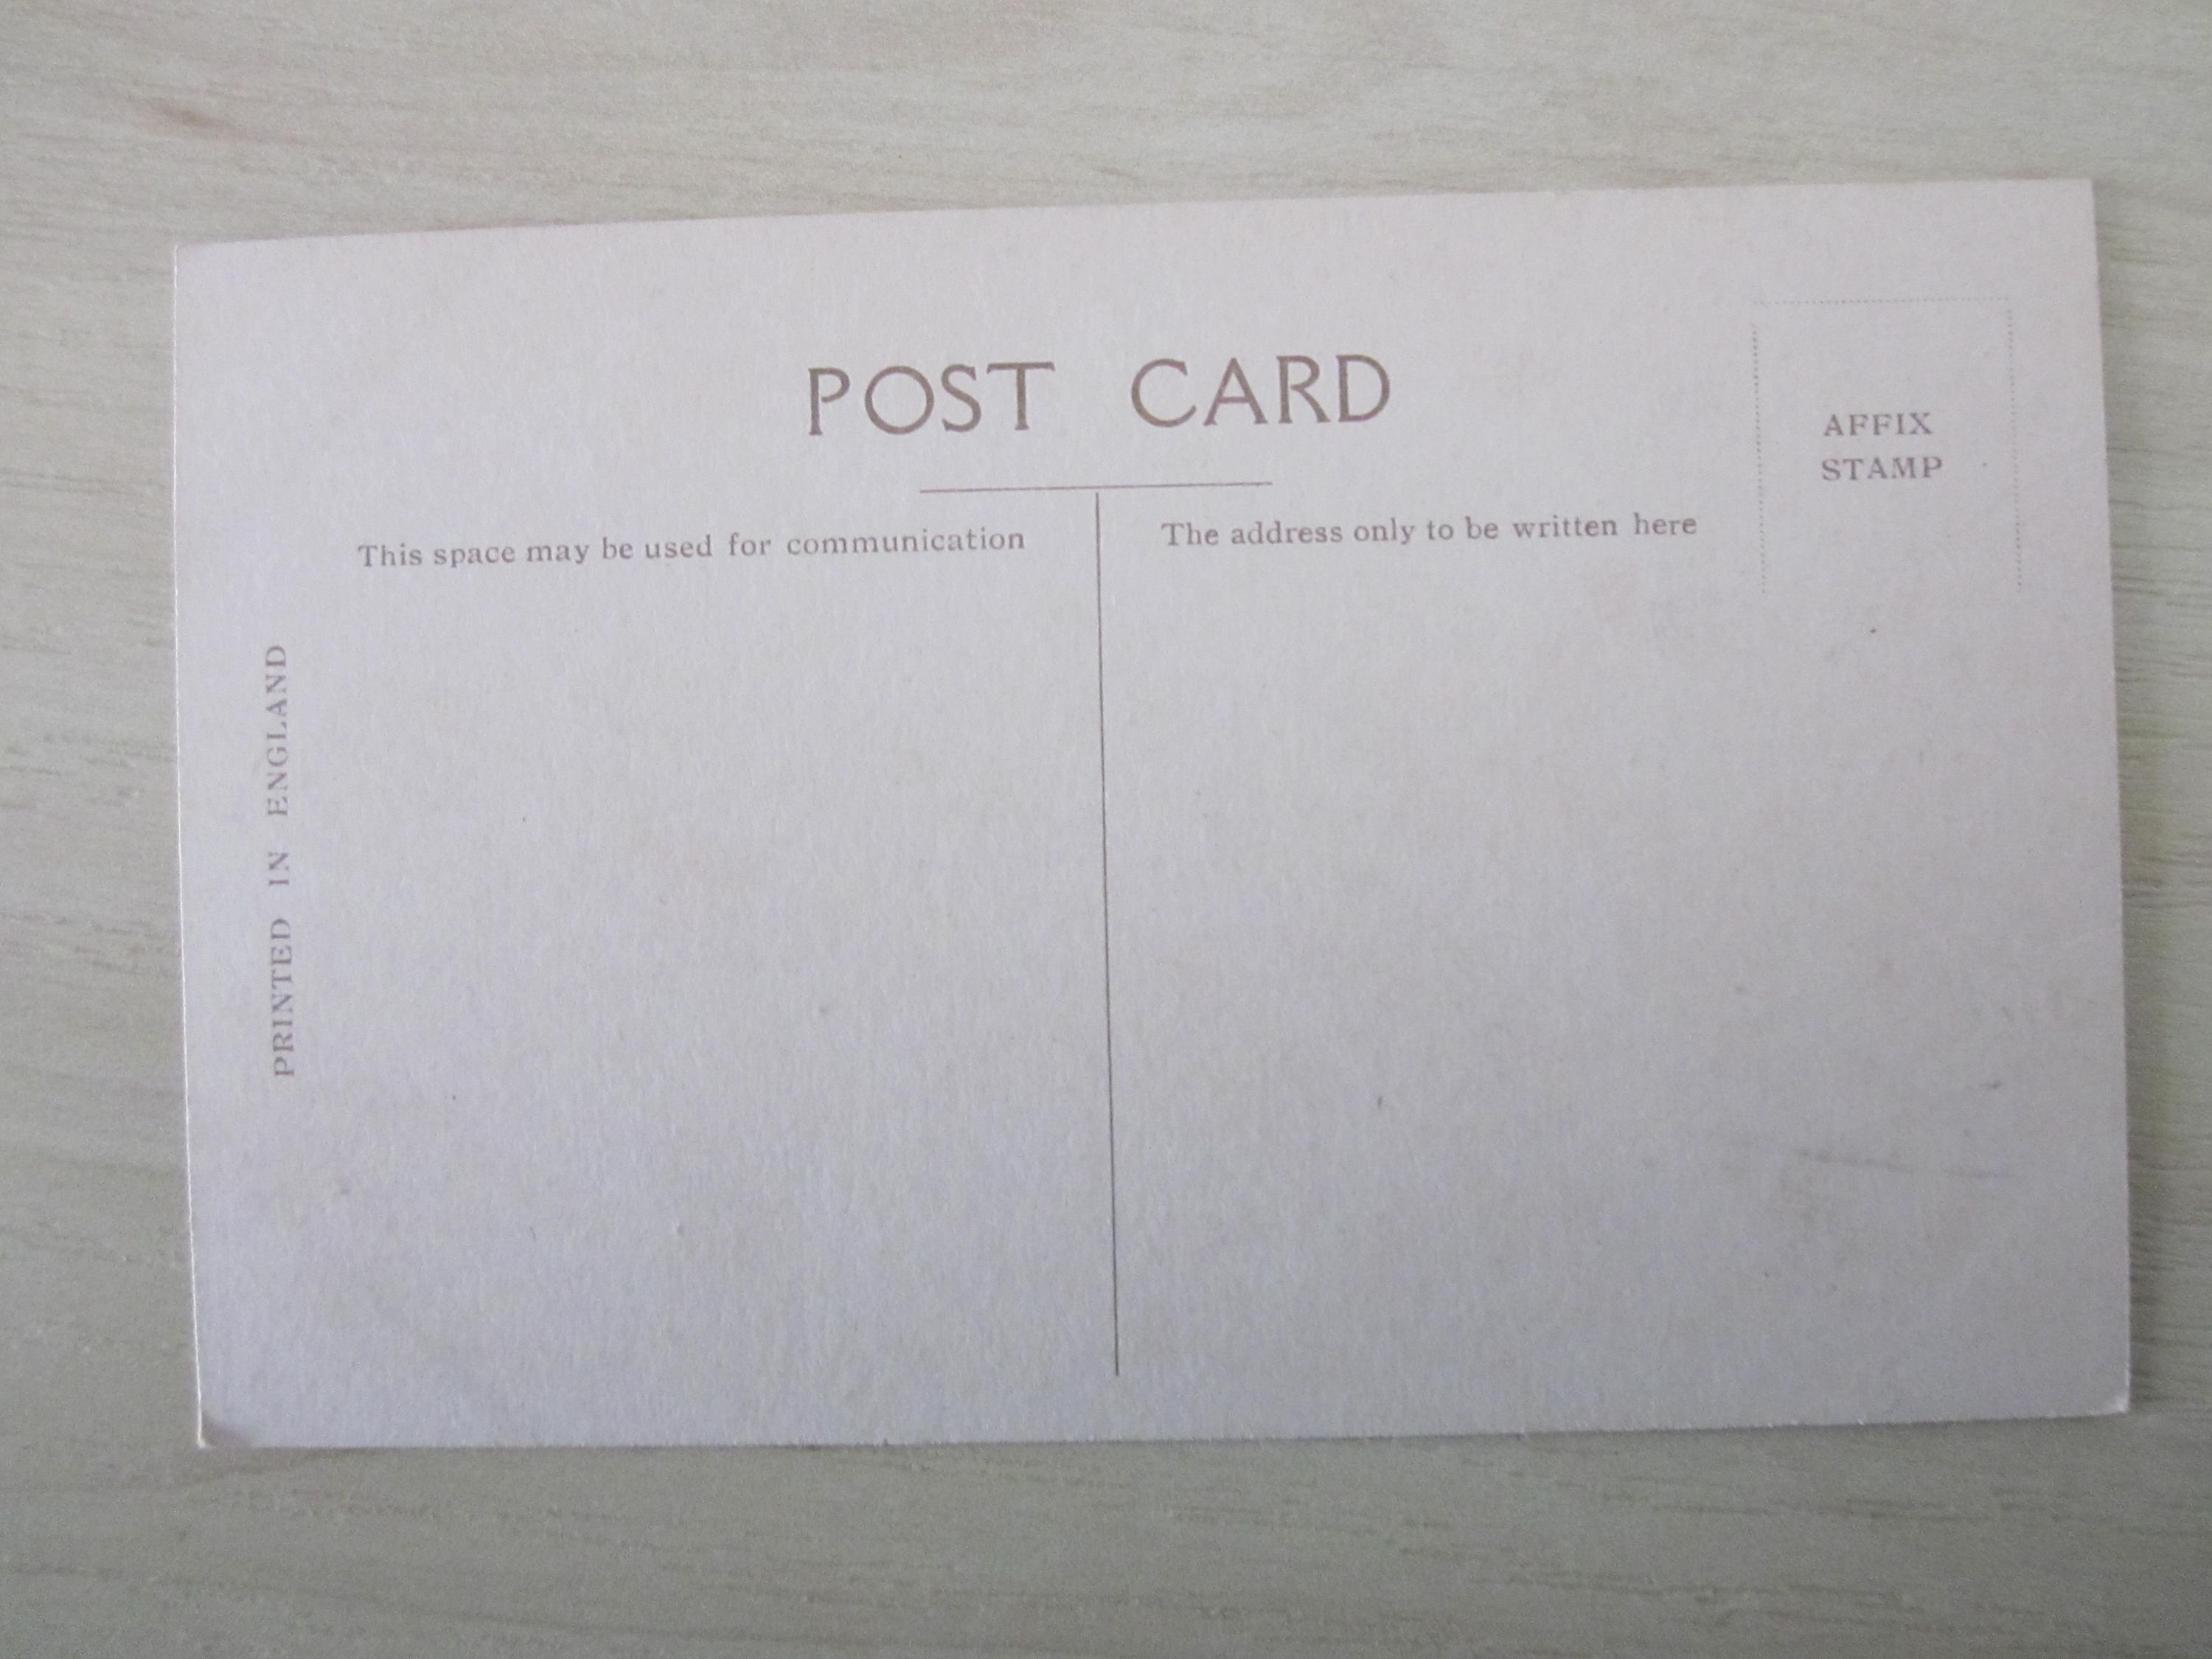 POST CARD
AFFIX
STAMP
This space may be used for communication
The address only to be written here
PRINTED IN ENGLAND